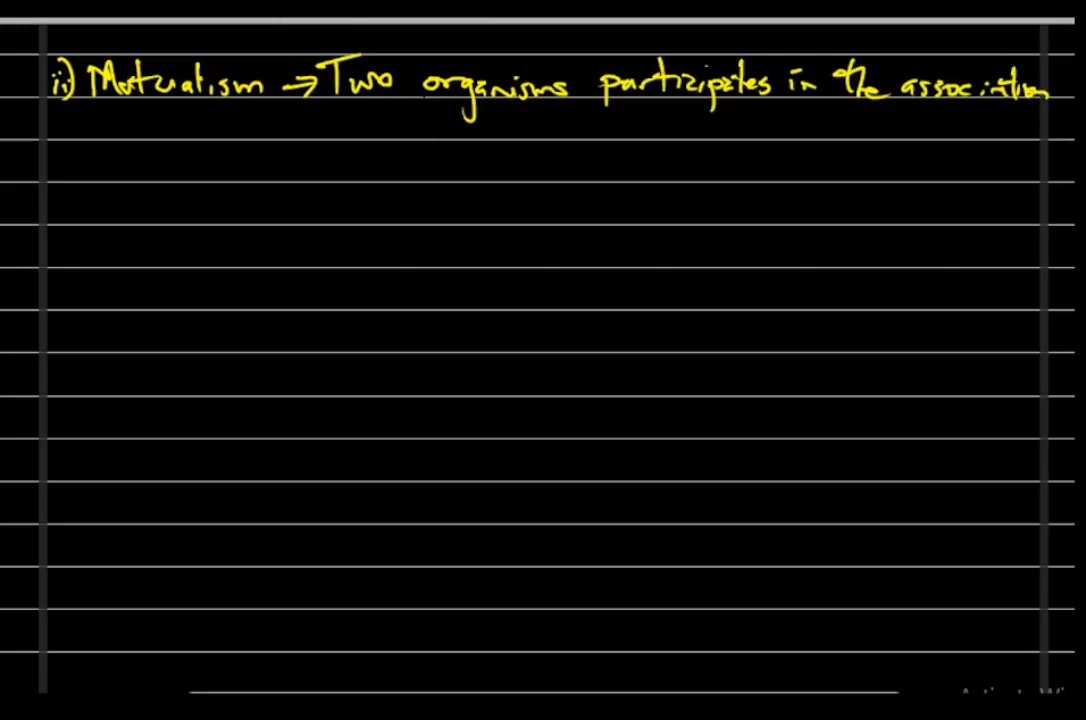 ii) Mutualism → Two organisms participates in the association